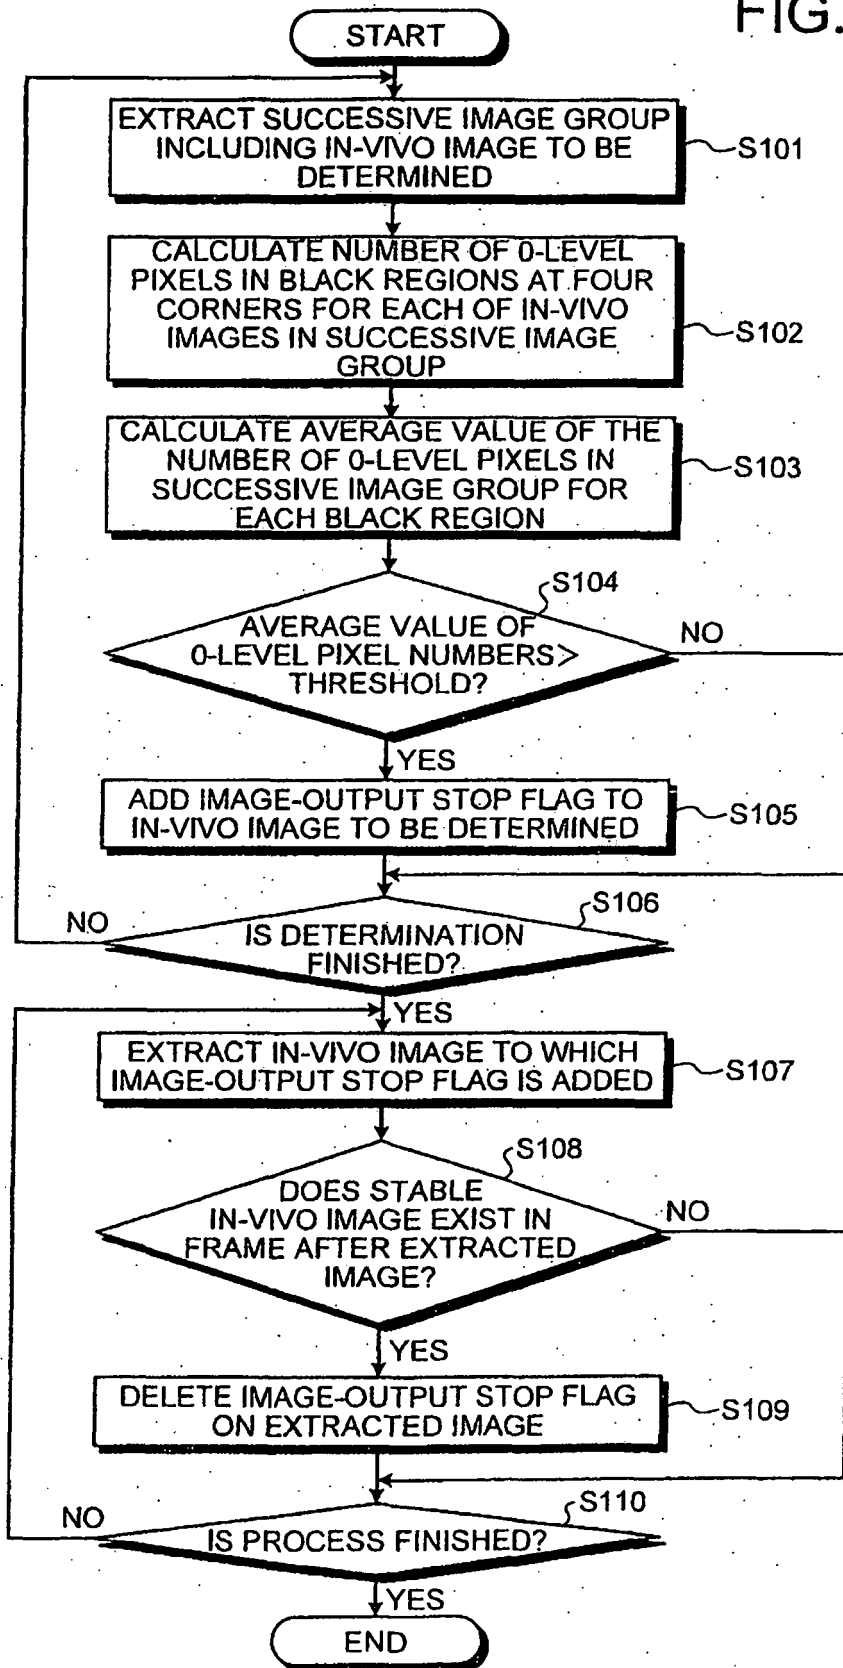 FIG.
START
EXTRACT SUCCESSIVE IMAGE GROUP
INCLUDING IN-VIVO IMAGE TO BE
DETERMINED
S101
CALCULATE NUMBER OF 0-LEVEL
PIXELS IN BLACK REGIONS AT FOUR
CORNERS FOR EACH OF IN-VIVO
IMAGES IN SUCCESSIVE IMAGE
GROUP
S102
CALCULATE AVERAGE VALUE OF THE
NUMBER OF 0-LEVEL PIXELS IN
SUCCESSIVE IMAGE GROUP FOR
EACH BLACK REGION
S103
S104
AVERAGE VALUE OF
0-LEVEL PIXEL NUMBERS>
THRESHOLD?
NO
YES
ADD IMAGE-OUTPUT STOP FLAG TO
IN-VIVO IMAGE TO BE DETERMINED
S105
S106
NO
IS DETERMINATION
FINISHED?
YES
EXTRACT IN-VIVO IMAGE TO WHICH
IMAGE-OUTPUT STOP FLAG IS ADDED
S107
S108
DOES STABLE
IN-VIVO IMAGE EXIST IN
FRAME AFTER EXTRACTED
IMAGE?
NO
YES
DELETE IMAGE-OUTPUT STOP FLAG
ON EXTRACTED IMAGE
S109
S110
NO
IS PROCESS FINISHED?
YES
END